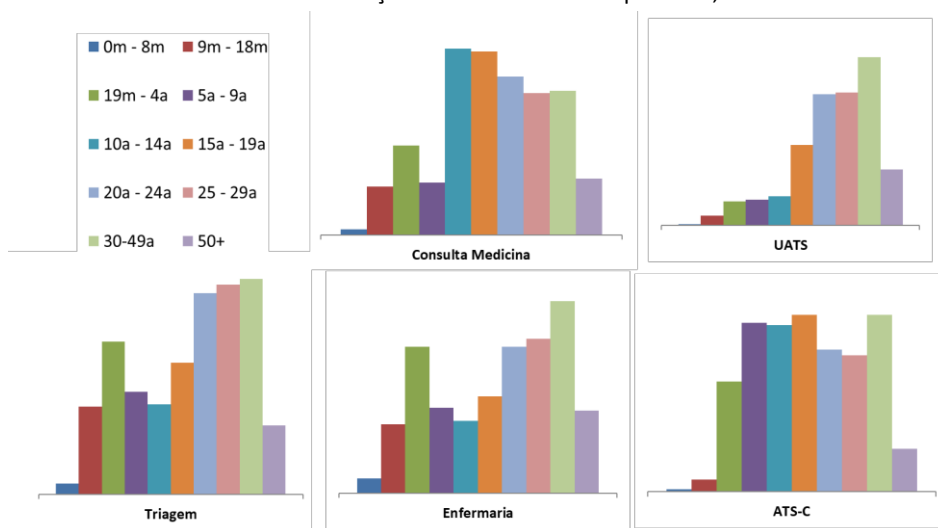 0m - 8m 9m - 18m
19m - 4a 5a - 9a
10a - 14a 15a - 19a
20a - 24a 25 - 29a
30-49a 50+
Consulta Medicina
UATS
Triagem
Enfermaria
ATS-C